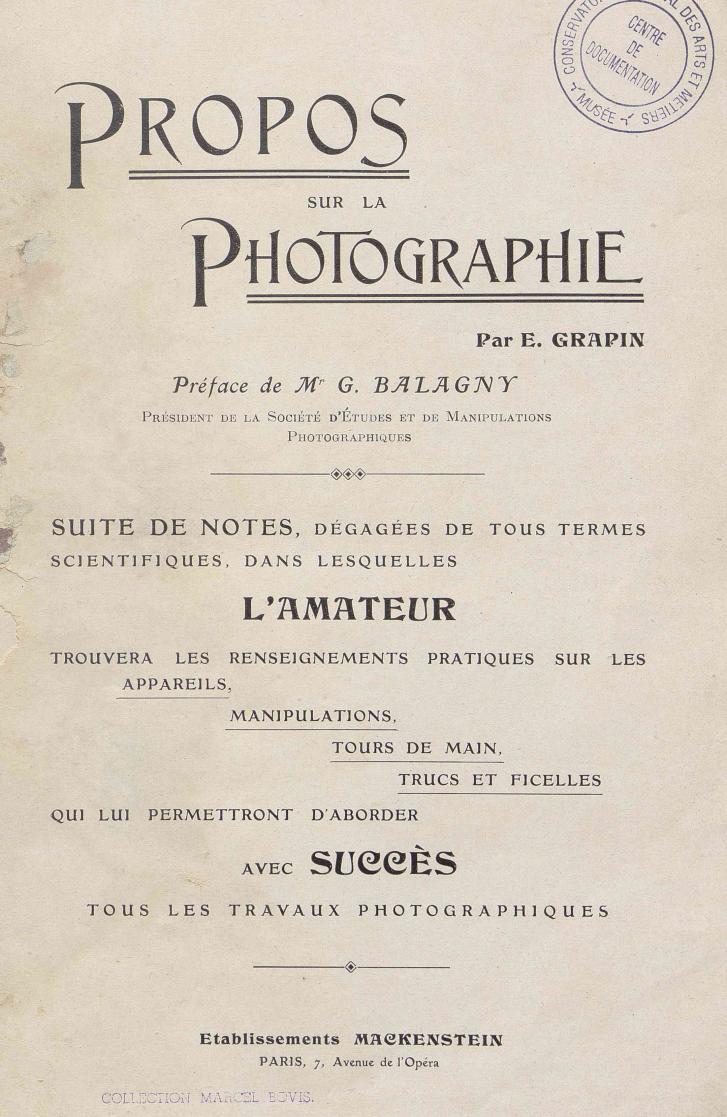 CONSERVATOIRE NATIONAL DES ARTS ET METIERS
MUSÉE
CENTRE
DE
DOCUMENTATION
PROPOS
SUR LA
PHOTOGRAPHIE
Par E. GRAPIN
Préface de Mr G. BALAGNY
PRÉSIDENT DE LA SOCIÉTÉ D'ÉTUDES ET DE MANIPULATIONS
PHOTOGRAPHIQUES
SUITE DE NOTES, DÉGAGÉES DE TOUS TERMES
SCIENTIFIQUES, DANS LESQUELLES
L'AMATEUR
TROUVERA LES RENSEIGNEMENTS PRATIQUES SUR LES
APPAREILS,
MANIPULATIONS,
TOURS DE MAIN,
TRUCS ET FICELLES
QUI LUI PERMETTRONT D'ABORDER
AVEC SUCCÈS
TOUS LES TRAVAUX PHOTOGRAPHIQUES
Etablissements MACKENSTEIN
PARIS, 7, Avenue de l'Opéra
COLLECTION MARCEL BOVIS.